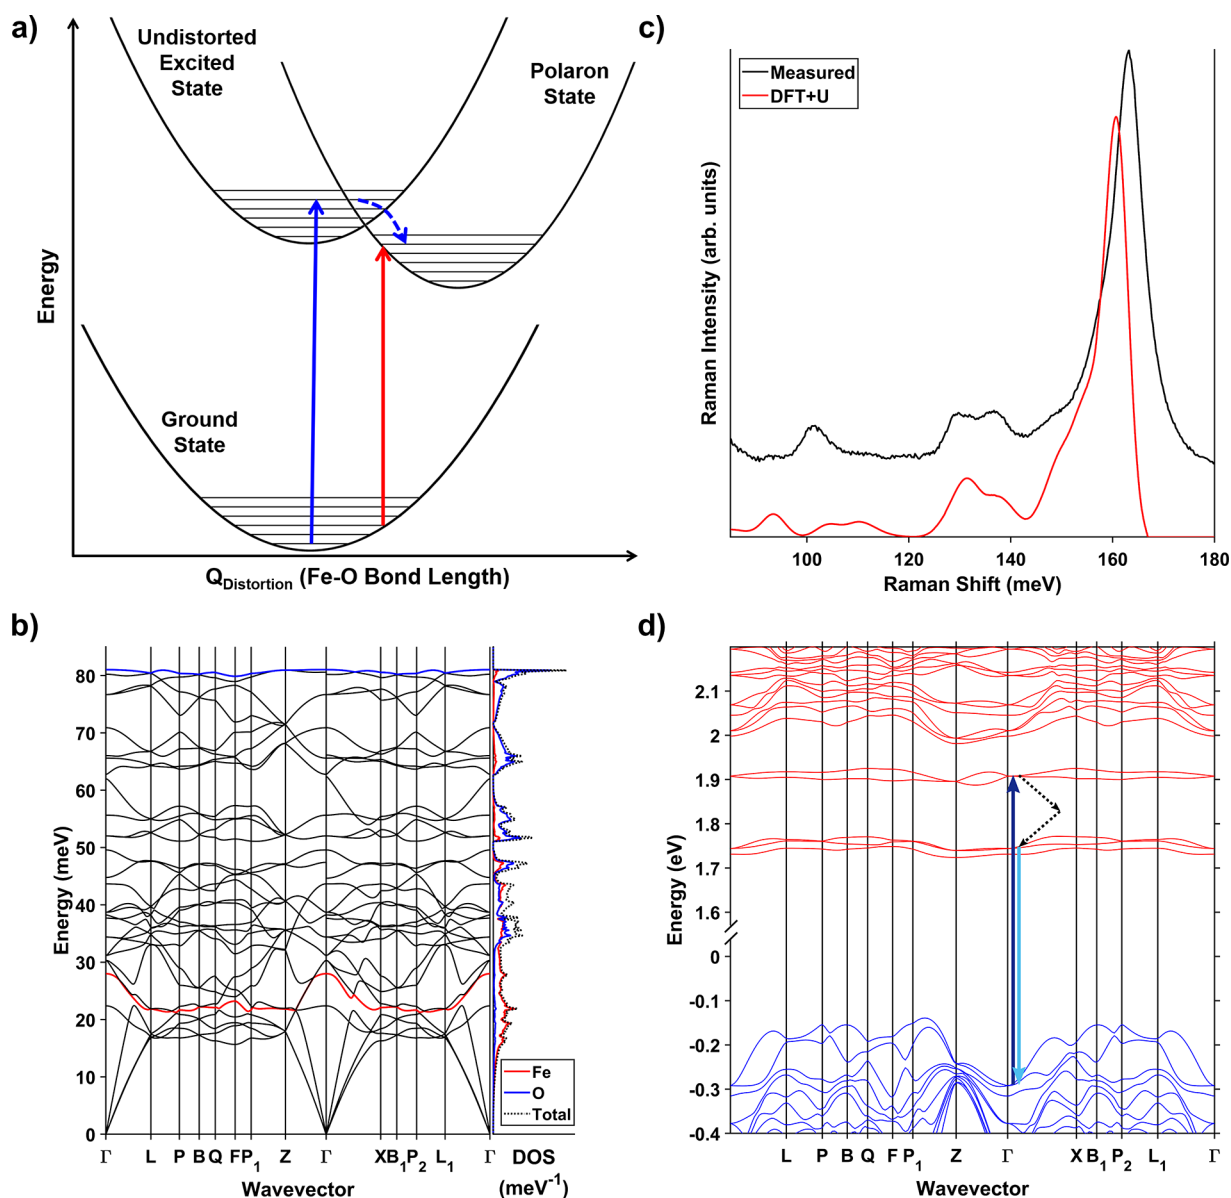 a)
Undistorted
Excited
State
Polaron
State
Ground
State
Energy
Q_Distortion (Fe-O Bond Length)
c)
Measured
DFT+U
Raman Intensity (arb. units)
100 120 140 160 180
Raman Shift (meV)
b)
80
70
60
50
40
30
20
10
0
Energy (meV)
Fe
O
Total
Γ L P B Q F P₁ Z Γ X B₁ P₂ L₁ Γ DOS
(meV⁻¹)
Wavevector
d)
2.1
2
1.9
1.8
1.7
1.6
0
-0.1
-0.2
-0.3
-0.4
Energy (eV)
L P B Q F P₁ Z Γ X B₁ P₂ L₁ Γ
Wavevector